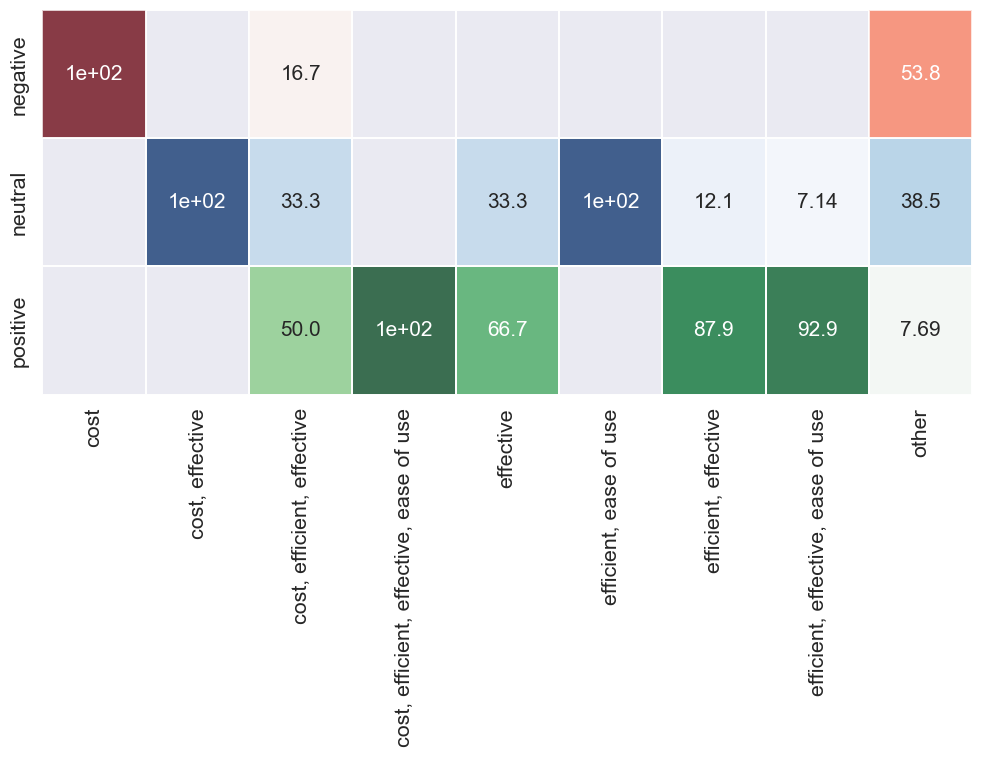 negative
1e+02
16.7
53.8
neutral
1e+02
33.3
33.3
1e+02
12.1
7.14
38.5
positive
50.0
1e+02
66.7
87.9
92.9
7.69
cost
cost, effective
cost, efficient, effective
cost, efficient, effective, ease of use
effective
efficient, ease of use
efficient, effective
efficient, effective, ease of use
other